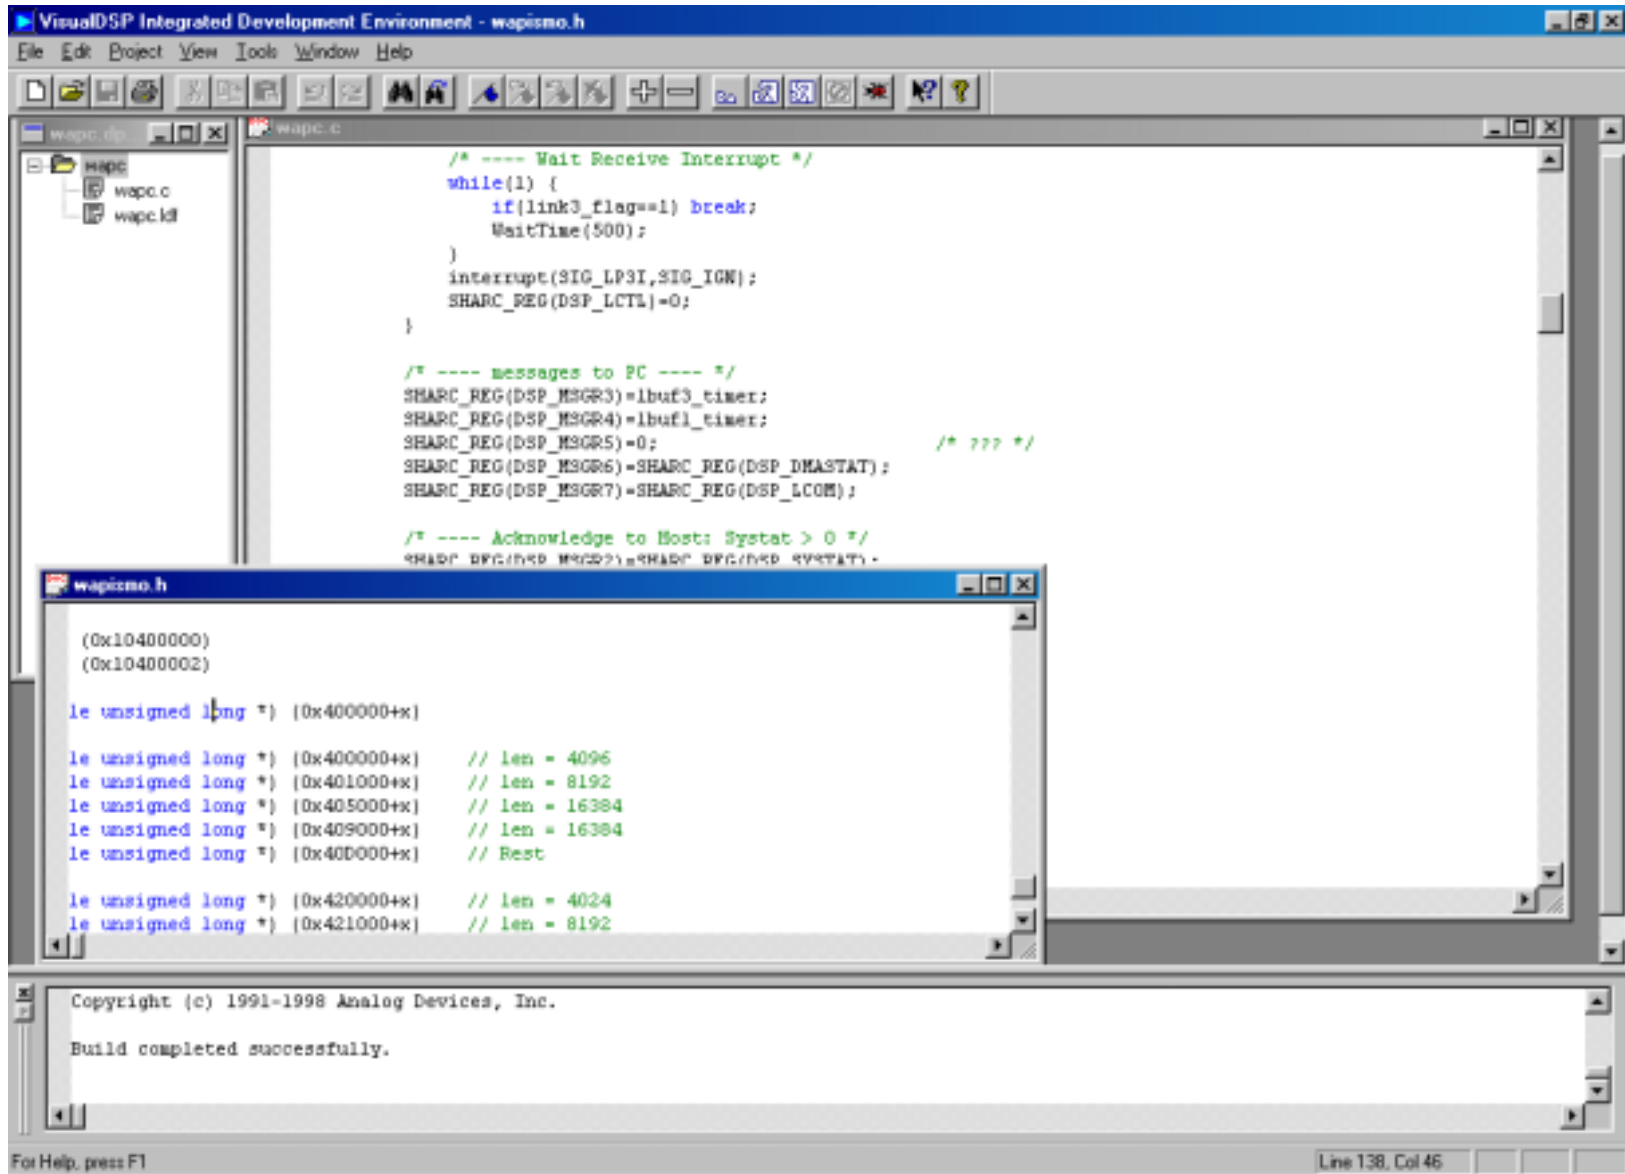 VisualDSP Integrated Development Environment - wapismo.h
File Edit Project View Tools Window Help
wapc.dp
wapc
wapc.c
wapc.ldf
wapc.c
/* ---- Wait Receive Interrupt */
while(1) {
if(link3_flag==1) break;
WaitTime(500);
}
interrupt(SIG_LP3I,SIG_IGN);
SHARC_REG(DSP_LCTL)=0;
}
/* ---- messages to PC ---- */
SHARC_REG(DSP_MSGR3)=lbuf3_timer;
SHARC_REG(DSP_MSGR4)=lbuf1_timer;
SHARC_REG(DSP_MSGR5)=0; /* ??? */
SHARC_REG(DSP_MSGR6)=SHARC_REG(DSP_DMASTAT);
SHARC_REG(DSP_MSGR7)=SHARC_REG(DSP_LCOM);
/* ---- Acknowledge to Host: Systat > 0 */
SHARC_REG(DSP_MSGR2)=SHARC_REG(DSP_SYSTAT);
wapismo.h
(0x10400000)
(0x10400002)
le unsigned long *) (0x400000+x)
le unsigned long *) (0x400000+x) // len = 4096
le unsigned long *) (0x401000+x) // len = 8192
le unsigned long *) (0x405000+x) // len = 16384
le unsigned long *) (0x409000+x) // len = 16384
le unsigned long *) (0x40D000+x) // Rest
le unsigned long *) (0x420000+x) // len = 4024
le unsigned long *) (0x421000+x) // len = 8192
Copyright (c) 1991-1998 Analog Devices, Inc.
Build completed successfully.
For Help, press F1
Line 138, Col 46